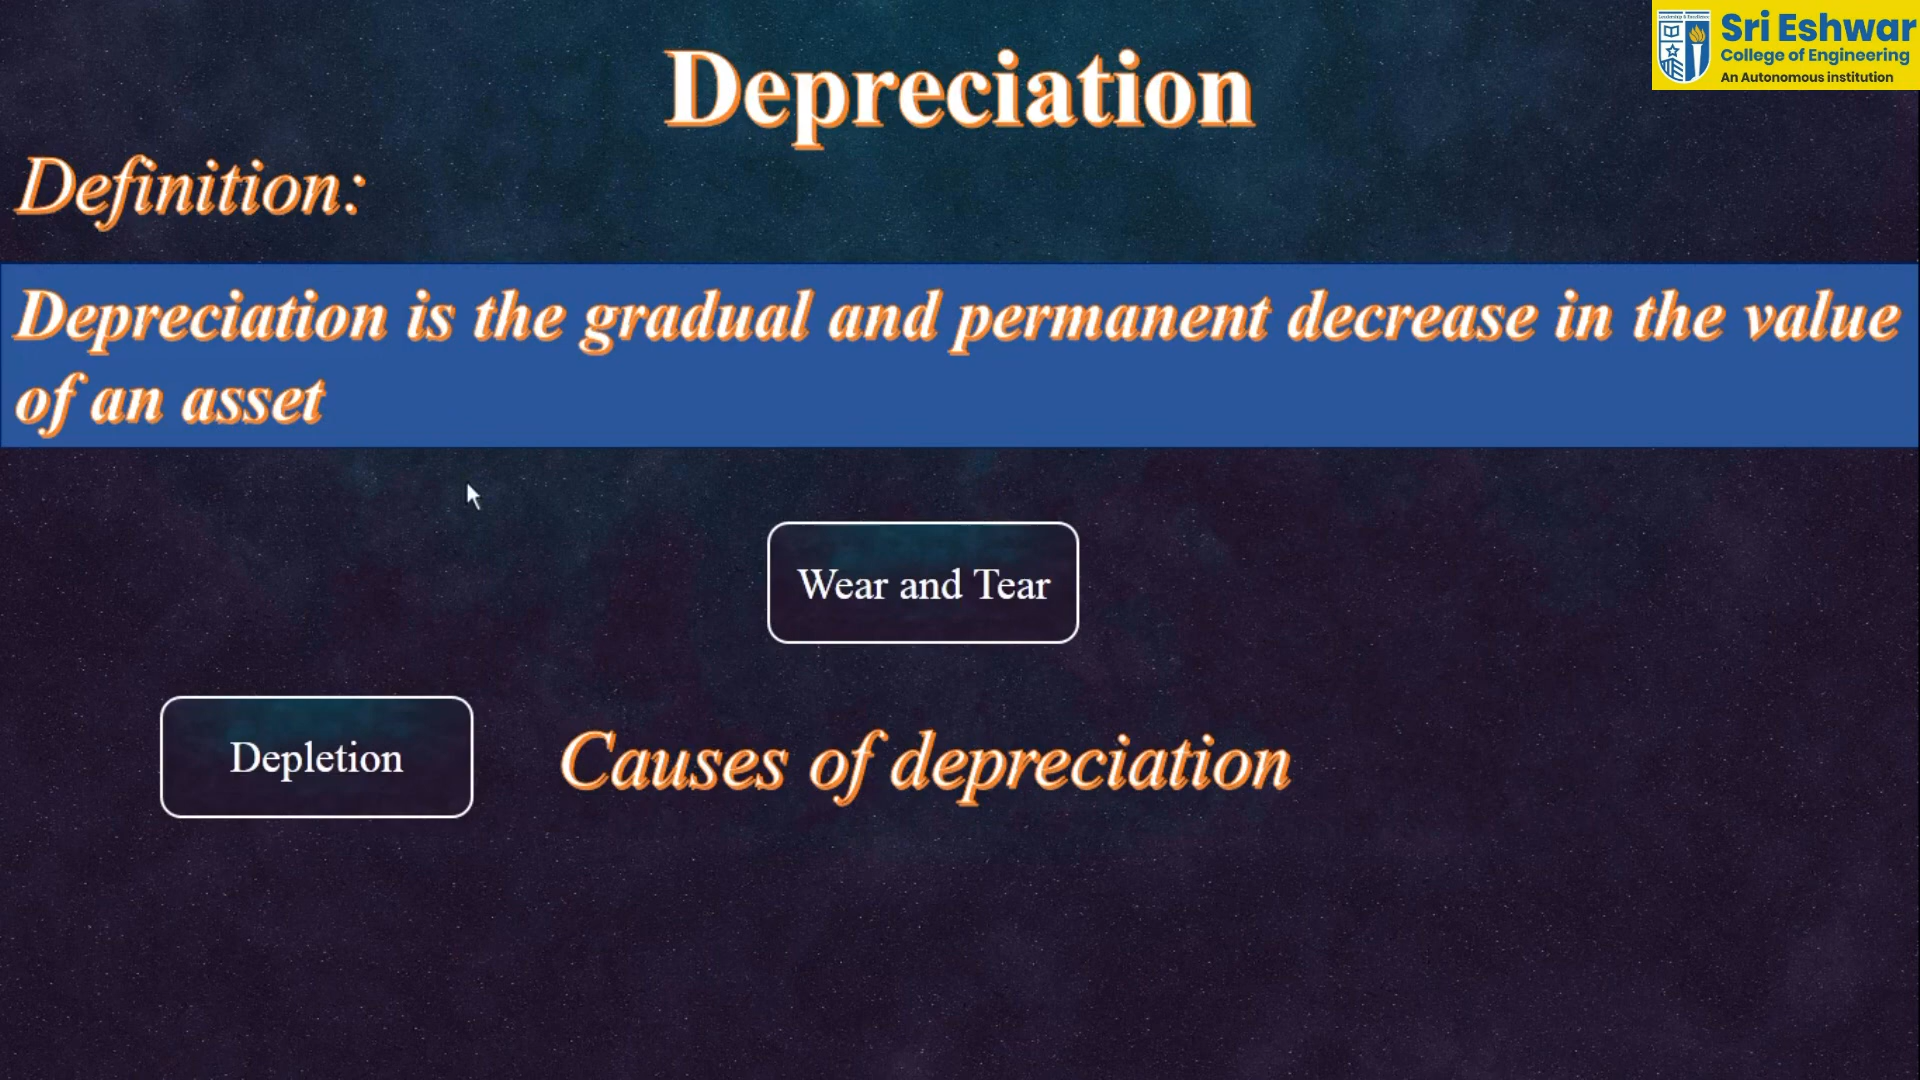 Sri Eshwar
College of Engineering
An Autonomous institution
Depreciation
Definition:
Depreciation is the gradual and permanent decrease in the value
of an asset
Wear and Tear
Depletion
Causes of depreciation